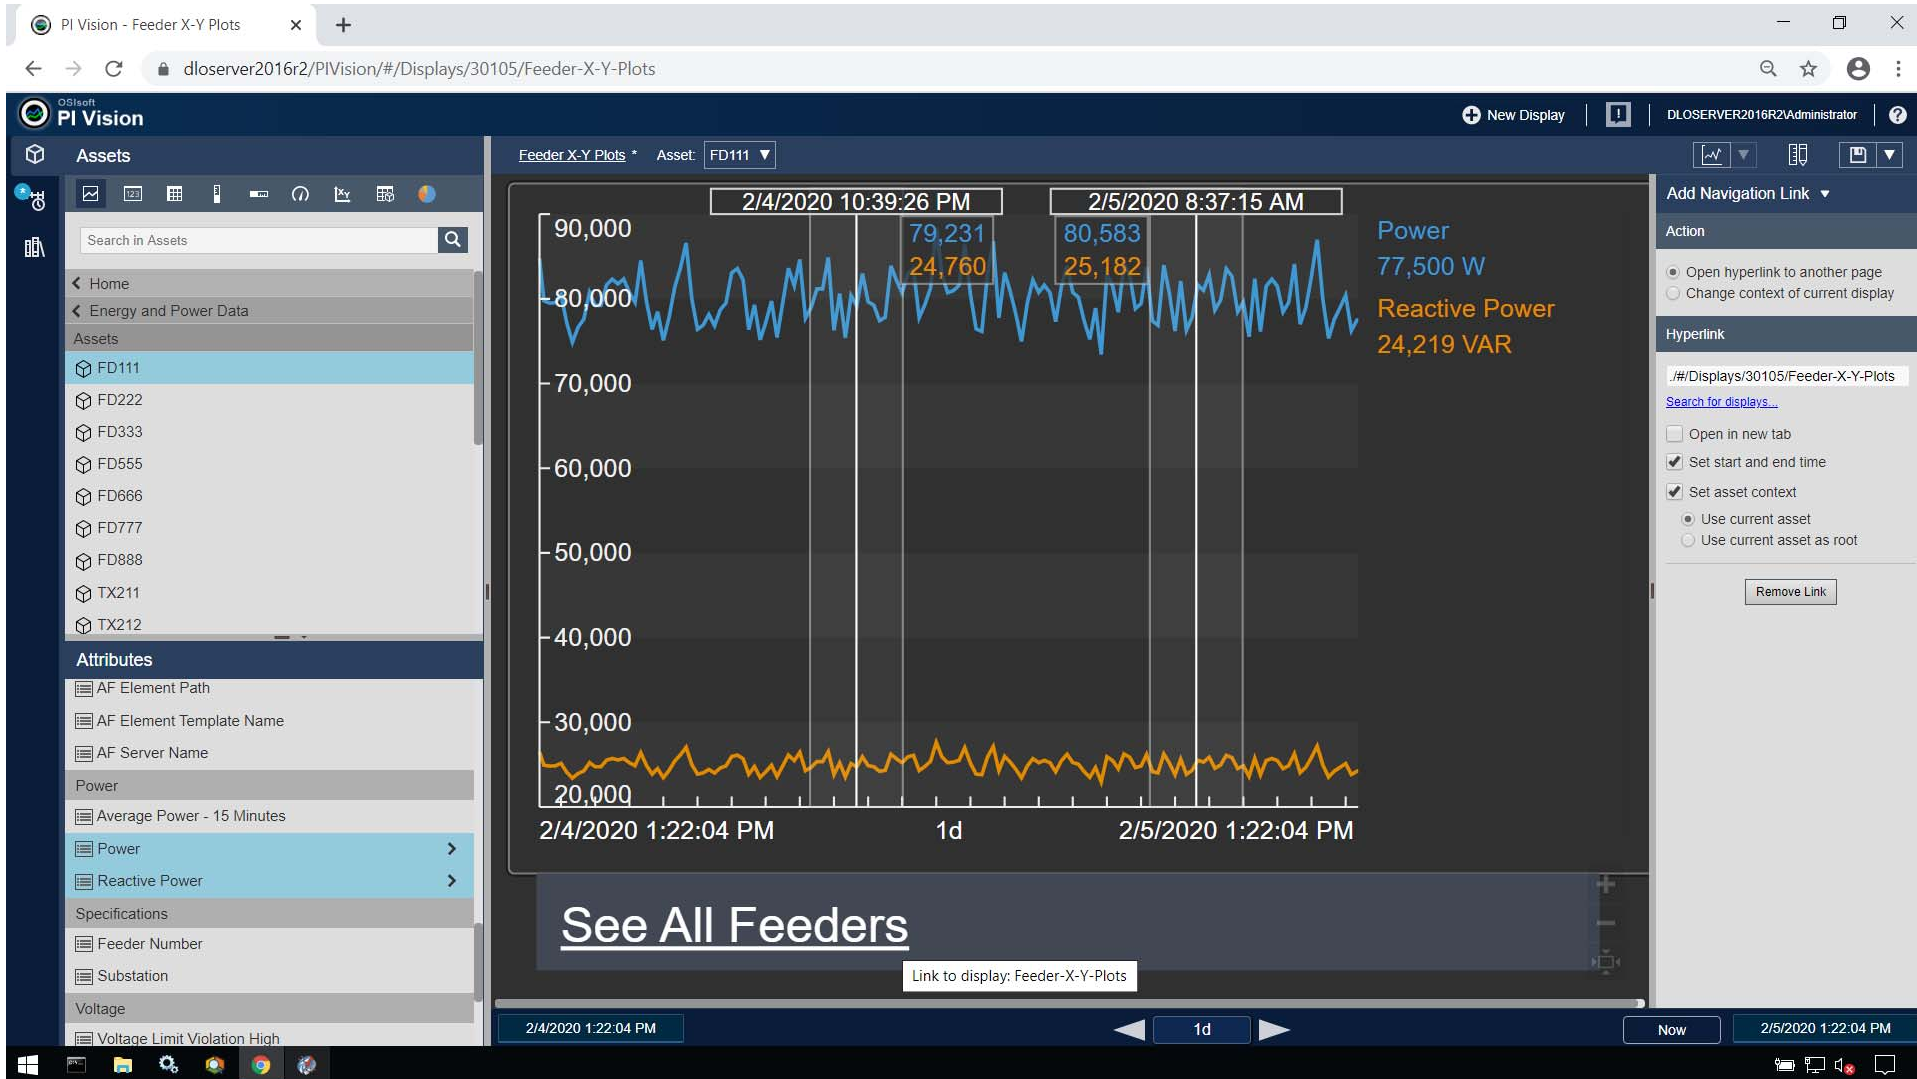 PI Vision - Feeder X-Y Plots
dloserver2016r2/PIVision/#/Displays/30105/Feeder-X-Y-Plots
OSIsoft
PI Vision
New Display
DLOSERVER2016R2\Administrator
Assets
Search in Assets
Home
Energy and Power Data
Assets
FD111
FD222
FD333
FD555
FD666
FD777
FD888
TX211
TX212
Attributes
AF Element Path
AF Element Template Name
AF Server Name
Power
Average Power - 15 Minutes
Power
Reactive Power
Specifications
Feeder Number
Substation
Voltage
Voltage Limit Violation High
Feeder X-Y Plots * Asset: FD111
2/4/2020 10:39:26 PM
2/5/2020 8:37:15 AM
79,231
24,760
80,583
25,182
90,000
80,000
70,000
60,000
50,000
40,000
30,000
20,000
2/4/2020 1:22:04 PM 1d 2/5/2020 1:22:04 PM
Power
77,500 W
Reactive Power
24,219 VAR
See All Feeders
Link to display: Feeder-X-Y-Plots
2/4/2020 1:22:04 PM
1d
Now
2/5/2020 1:22:04 PM
Add Navigation Link
Action
Open hyperlink to another page
Change context of current display
Hyperlink
./#/Displays/30105/Feeder-X-Y-Plots
Search for displays...
Open in new tab
Set start and end time
Set asset context
Use current asset
Use current asset as root
Remove Link